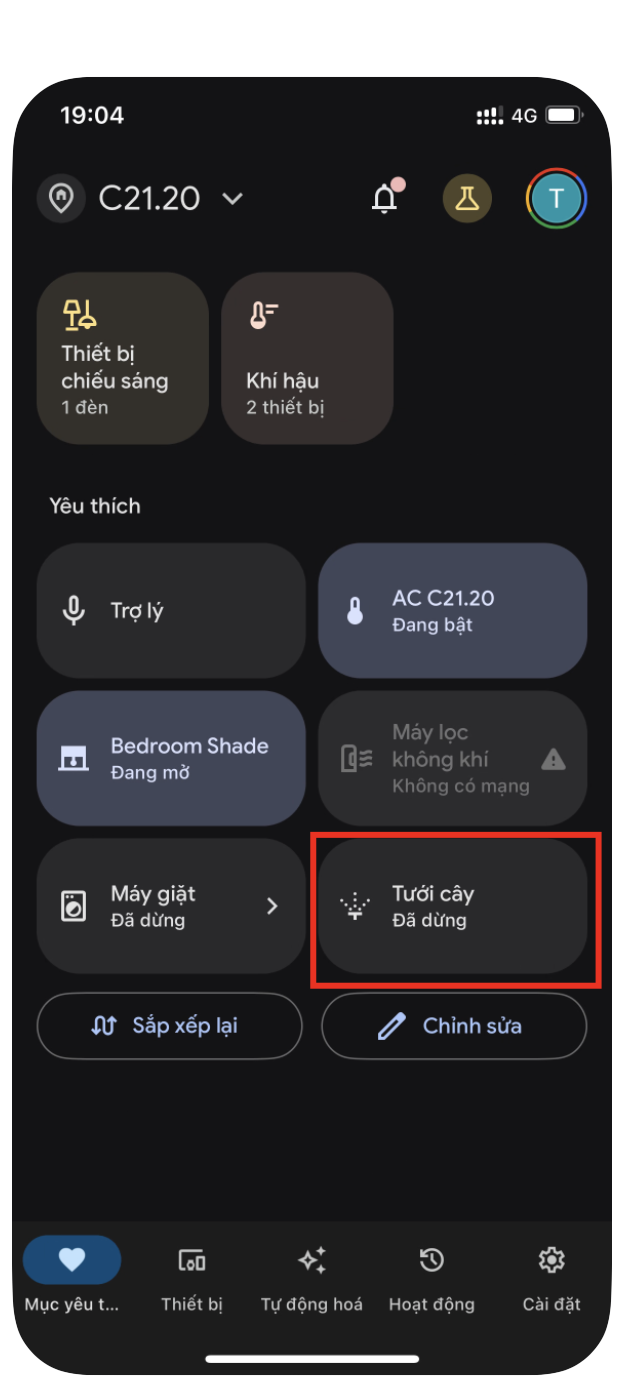 19:04
4G
C21.20
T
Thiết bị
chiếu sáng
1 đèn
Khí hậu
2 thiết bị
Yêu thích
Trợ lý
AC C21.20
Đang bật
Bedroom Shade
Đang mở
Máy lọc
không khí
Không có mạng
Máy giặt
Đã dừng
Tưới cây
Đã dừng
Sắp xếp lại
Chỉnh sửa
Mục yêu t...
Thiết bị
Tự động hoá
Hoạt động
Cài đặt